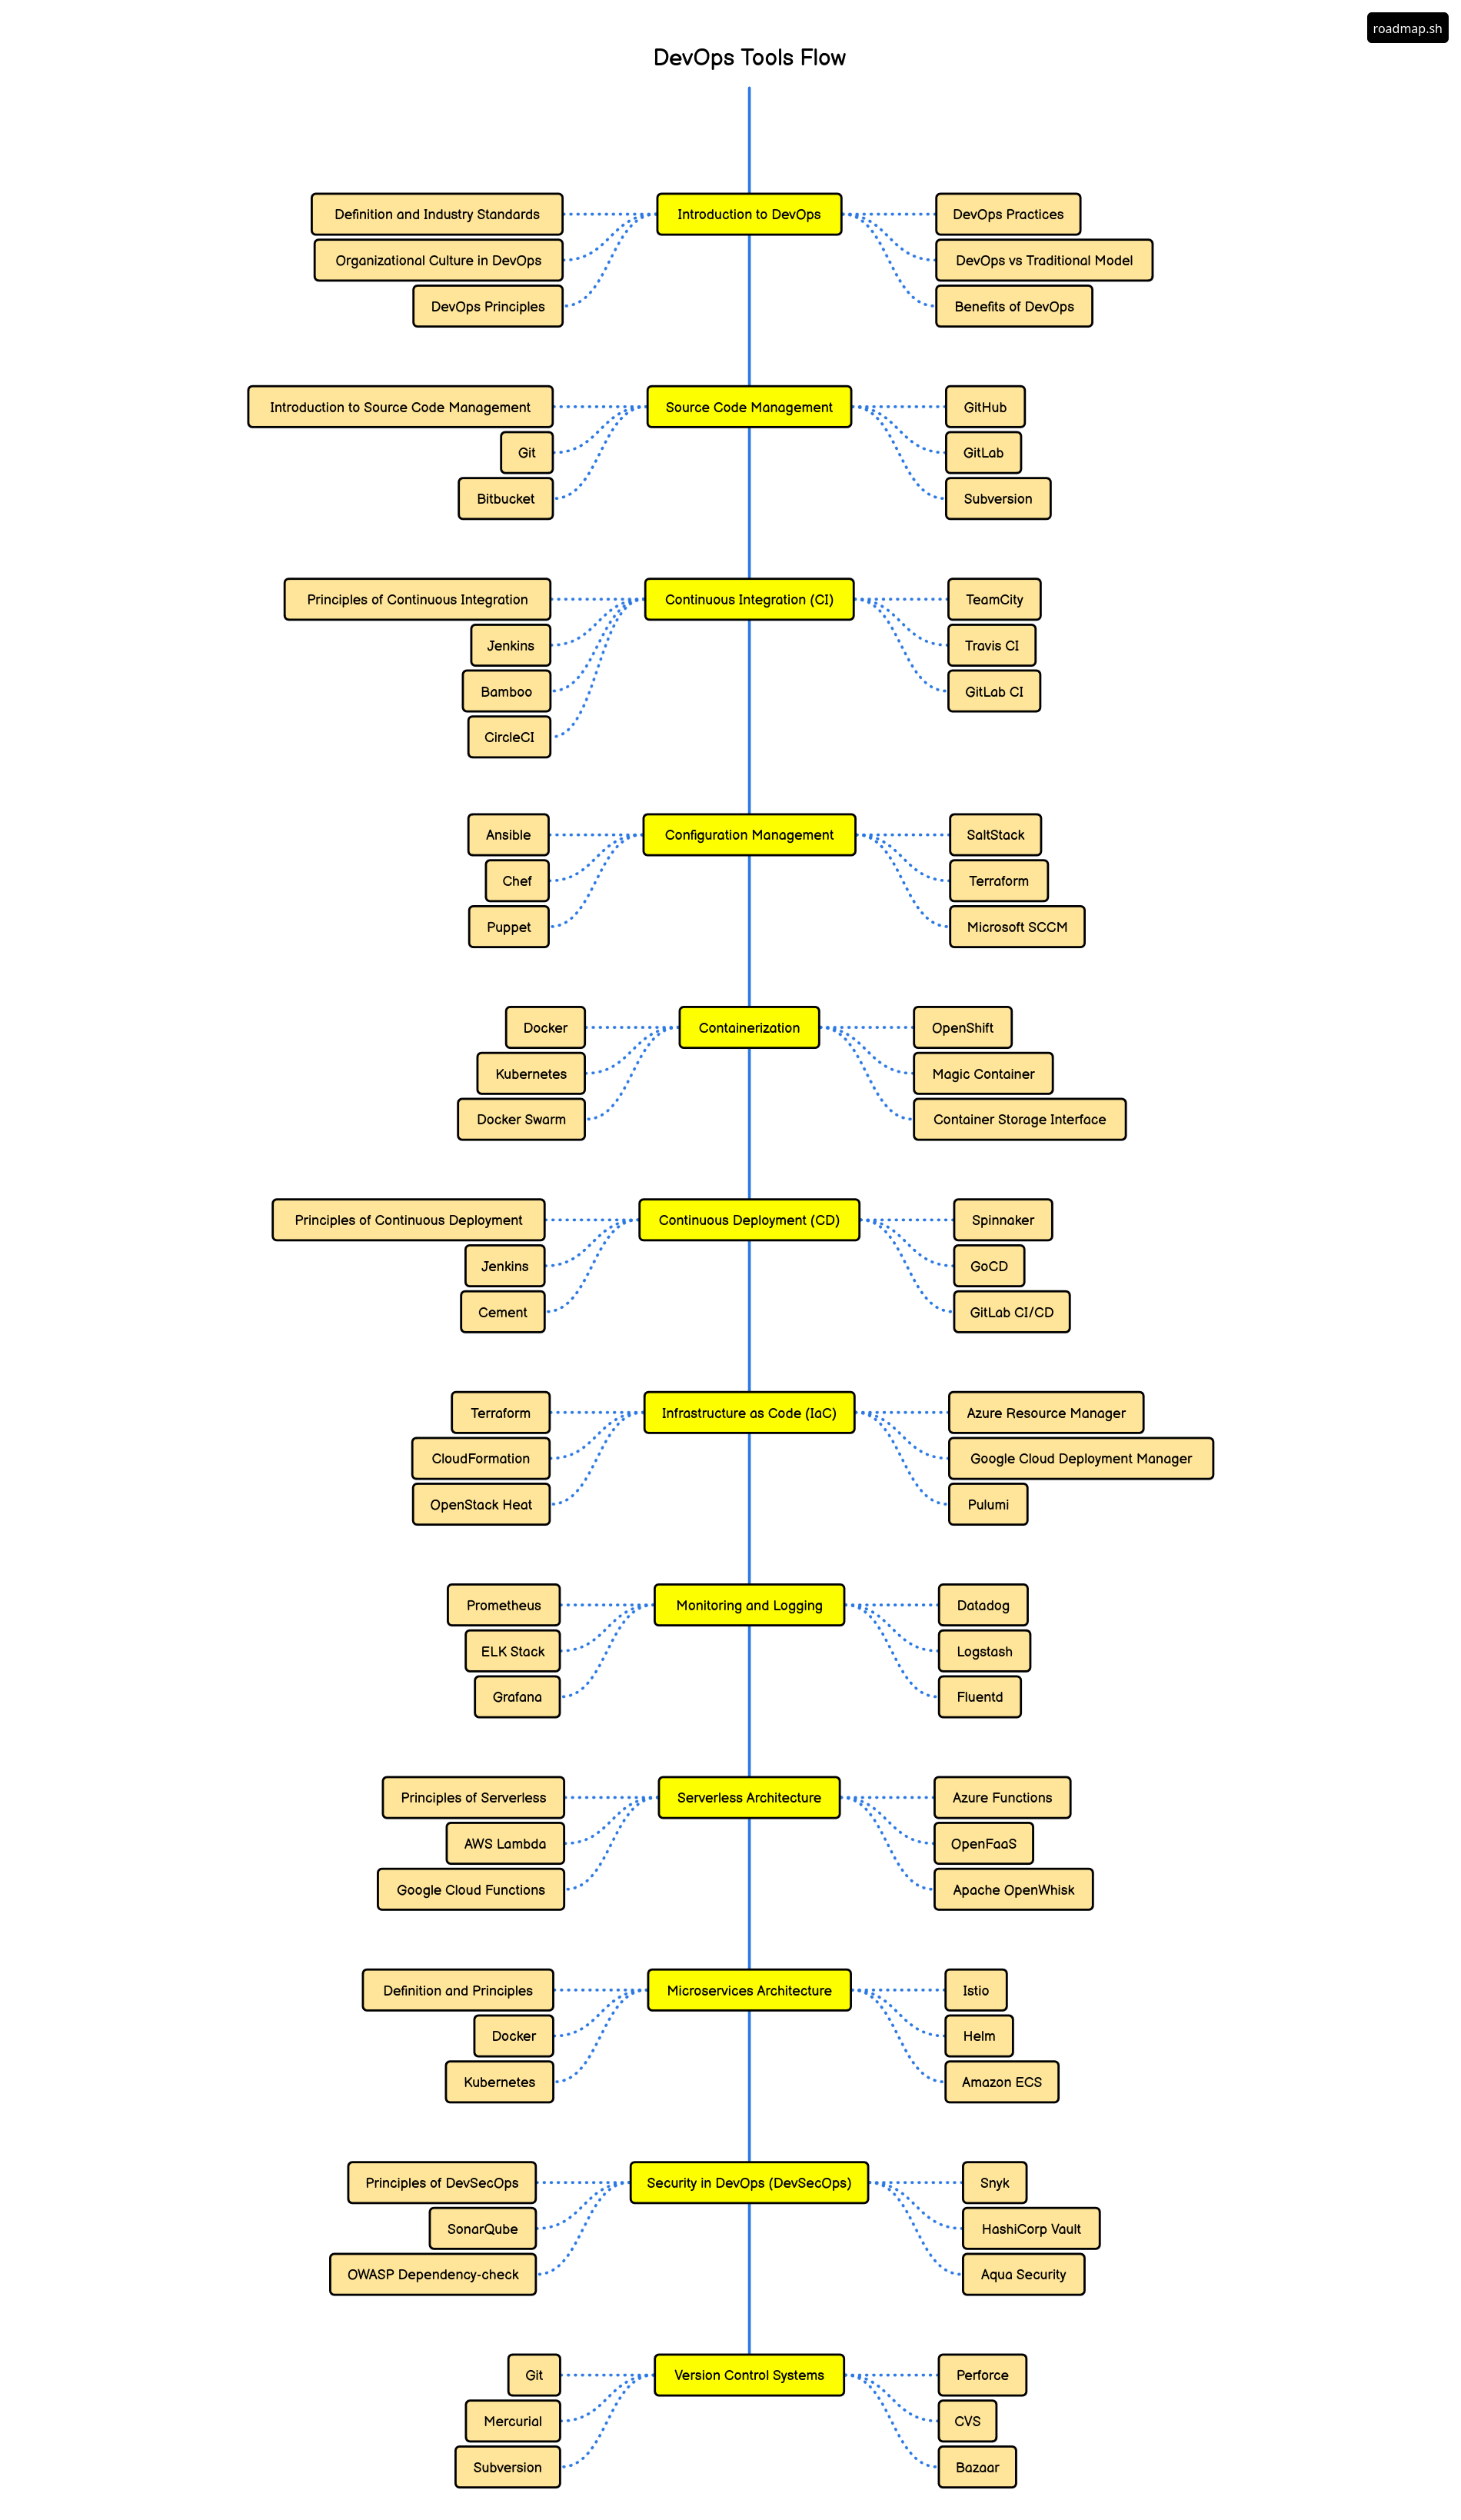 roadmap.sh
DevOps Tools Flow
Definition and Industry Standards
Organizational Culture in DevOps
DevOps Principles
Introduction to DevOps
DevOps Practices
DevOps vs Traditional Model
Benefits of DevOps
Introduction to Source Code Management
Git
Bitbucket
Source Code Management
GitHub
GitLab
Subversion
Principles of Continuous Integration
Jenkins
Bamboo
CircleCI
Continuous Integration (CI)
TeamCity
Travis CI
GitLab CI
Ansible
Chef
Puppet
Configuration Management
SaltStack
Terraform
Microsoft SCCM
Docker
Kubernetes
Docker Swarm
Containerization
OpenShift
Magic Container
Container Storage Interface
Principles of Continuous Deployment
Jenkins
Cement
Continuous Deployment (CD)
Spinnaker
GoCD
GitLab CI/CD
Terraform
CloudFormation
OpenStack Heat
Infrastructure as Code (IaC)
Azure Resource Manager
Google Cloud Deployment Manager
Pulumi
Prometheus
ELK Stack
Grafana
Monitoring and Logging
Datadog
Logstash
Fluentd
Principles of Serverless
AWS Lambda
Google Cloud Functions
Serverless Architecture
Azure Functions
OpenFaaS
Apache OpenWhisk
Definition and Principles
Docker
Kubernetes
Microservices Architecture
Istio
Helm
Amazon ECS
Principles of DevSecOps
SonarQube
OWASP Dependency-check
Security in DevOps (DevSecOps)
Snyk
HashiCorp Vault
Aqua Security
Git
Mercurial
Subversion
Version Control Systems
Perforce
CVS
Bazaar